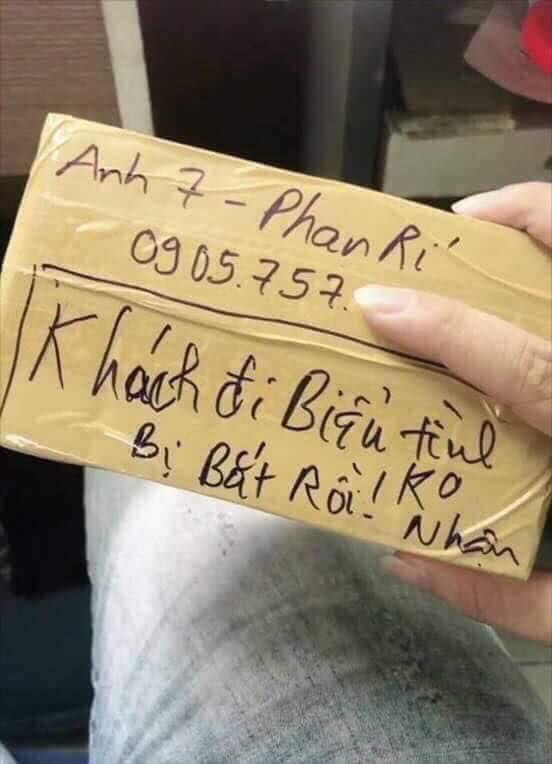 Anh 7 - Phan Rí
0905.757.
Khách đi Biểu tình
Bị Bắt Rồi! Ko
Nhận